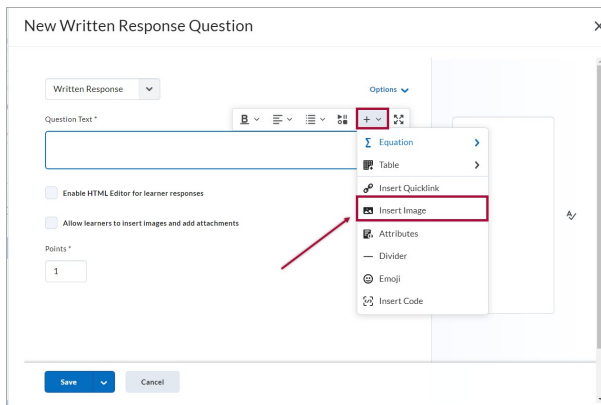 New Written Response Question
Written Response
Options
Question Text *
B
Σ Equation
Table
Insert Quicklink
Enable HTML Editor for learner responses
Insert Image
Allow learners to insert images and add attachments
Attributes
Points *
Divider
1
Emoji
Insert Code
Save
Cancel